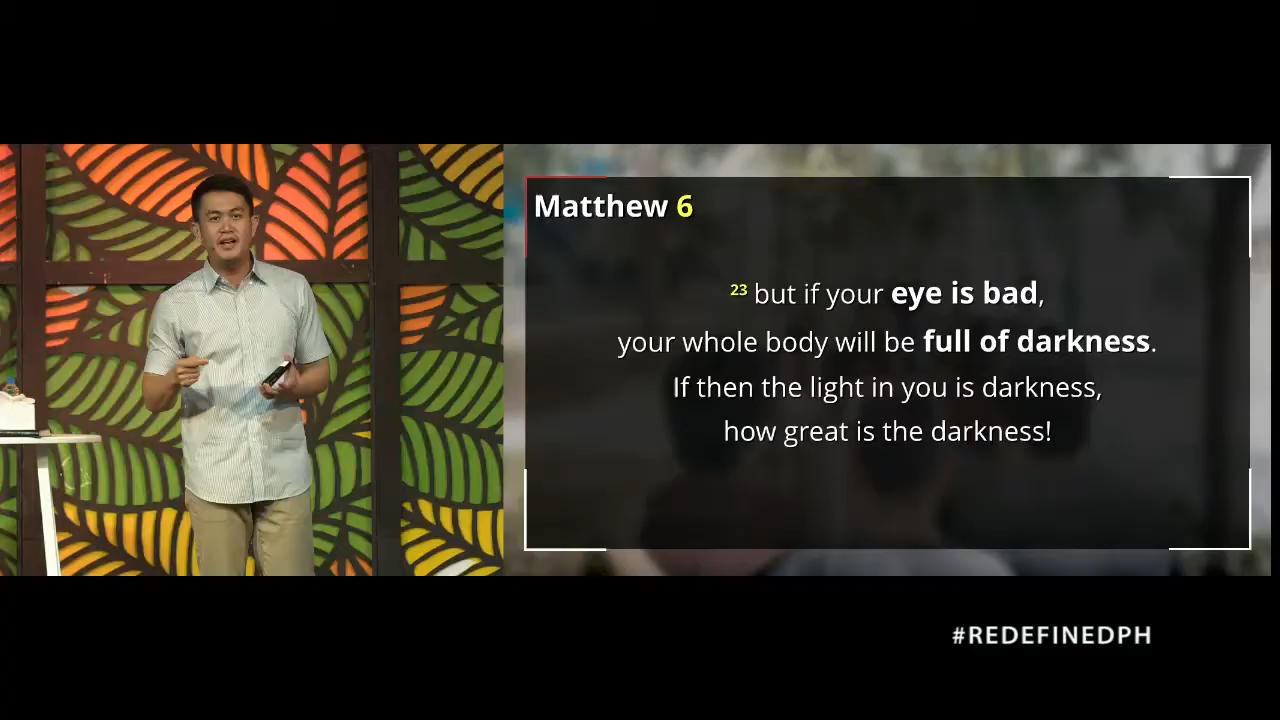 Matthew 6
23 but if your eye is bad,
your whole body will be full of darkness.
If then the light in you is darkness,
how great is the darkness!
#REDEFINEDPH